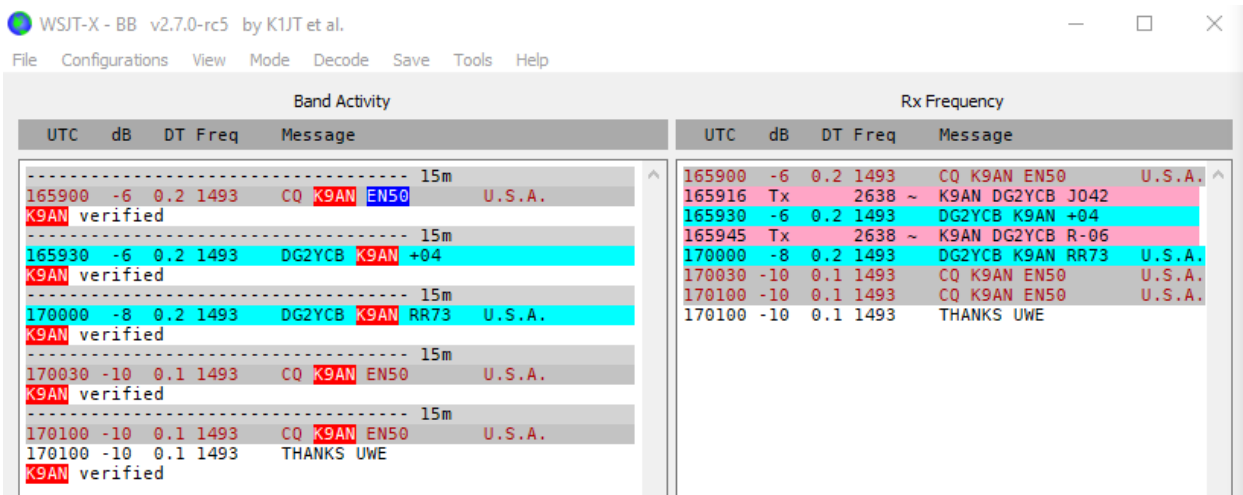 WSJT-X - BB v2.7.0-rc5 by K1JT et al.
File Configurations View Mode Decode Save Tools Help
Band Activity
UTC dB DT Freq Message
------------------------------------ 15m
165900 -6 0.2 1493 CQ K9AN EN50 U.S.A.
K9AN verified
------------------------------------ 15m
165930 -6 0.2 1493 DG2YCB K9AN +04
K9AN verified
------------------------------------ 15m
170000 -8 0.2 1493 DG2YCB K9AN RR73 U.S.A.
K9AN verified
------------------------------------ 15m
170030 -10 0.1 1493 CQ K9AN EN50 U.S.A.
K9AN verified
------------------------------------ 15m
170100 -10 0.1 1493 CQ K9AN EN50 U.S.A.
170100 -10 0.1 1493 THANKS UWE
K9AN verified
Rx Frequency
UTC dB DT Freq Message
165900 -6 0.2 1493 CQ K9AN EN50 U.S.A.
165916 Tx 2638 ~ K9AN DG2YCB JO42
165930 -6 0.2 1493 DG2YCB K9AN +04
165945 Tx 2638 ~ K9AN DG2YCB R-06
170000 -8 0.2 1493 DG2YCB K9AN RR73 U.S.A.
170030 -10 0.1 1493 CQ K9AN EN50 U.S.A.
170100 -10 0.1 1493 CQ K9AN EN50 U.S.A.
170100 -10 0.1 1493 THANKS UWE